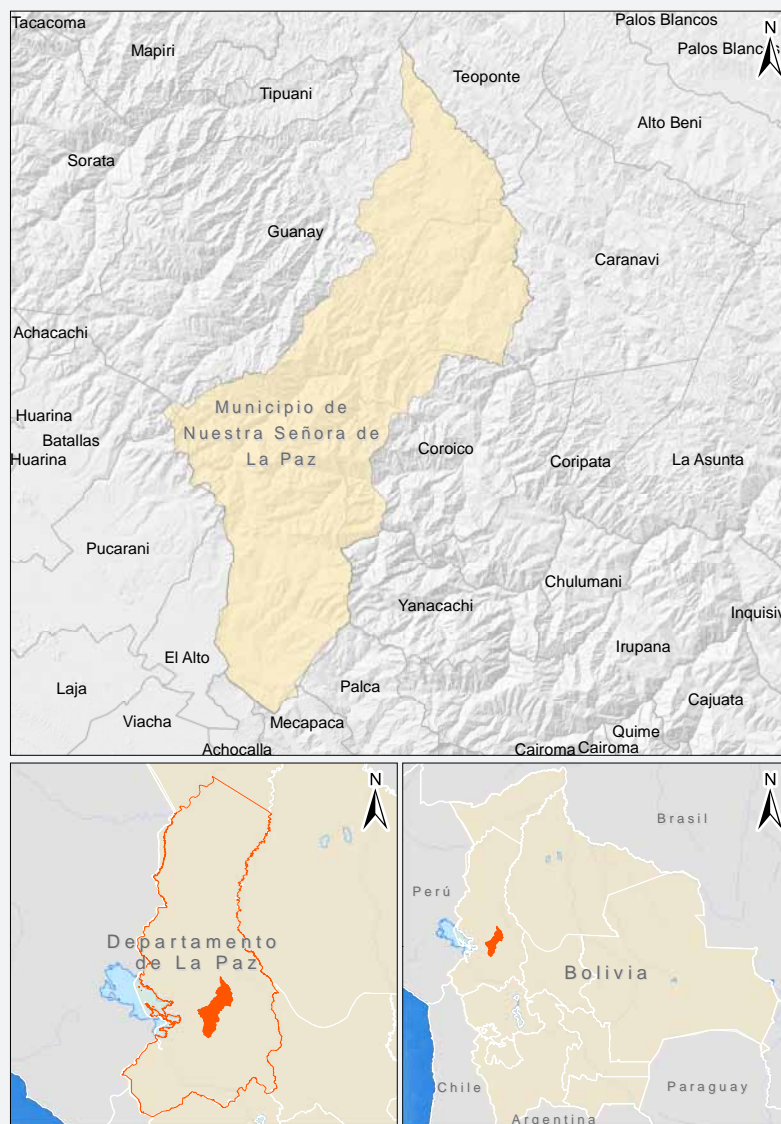 Tacacoma
Palos Blancos
N
Mapiri
Palos Blancos
Teoponte
Tipuani
Alto Beni
Sorata
Guanay
Caranavi
Achacachi
Municipio de
Nuestra Señora de
La Paz
Huarina
Batallas
Huarina
Coroico
Coripata
La Asunta
Pucarani
Chulumani
Yanacachi
Inquisiv
Irupana
El Alto
Laja
Palca
Cajuata
Viacha
Mecapaca
Quime
Achocalla
Cairoma
Cairoma
N
Departamento
de La Paz
N
Brasil
Perú
Bolivia
Chile
Paraguay
Argentina